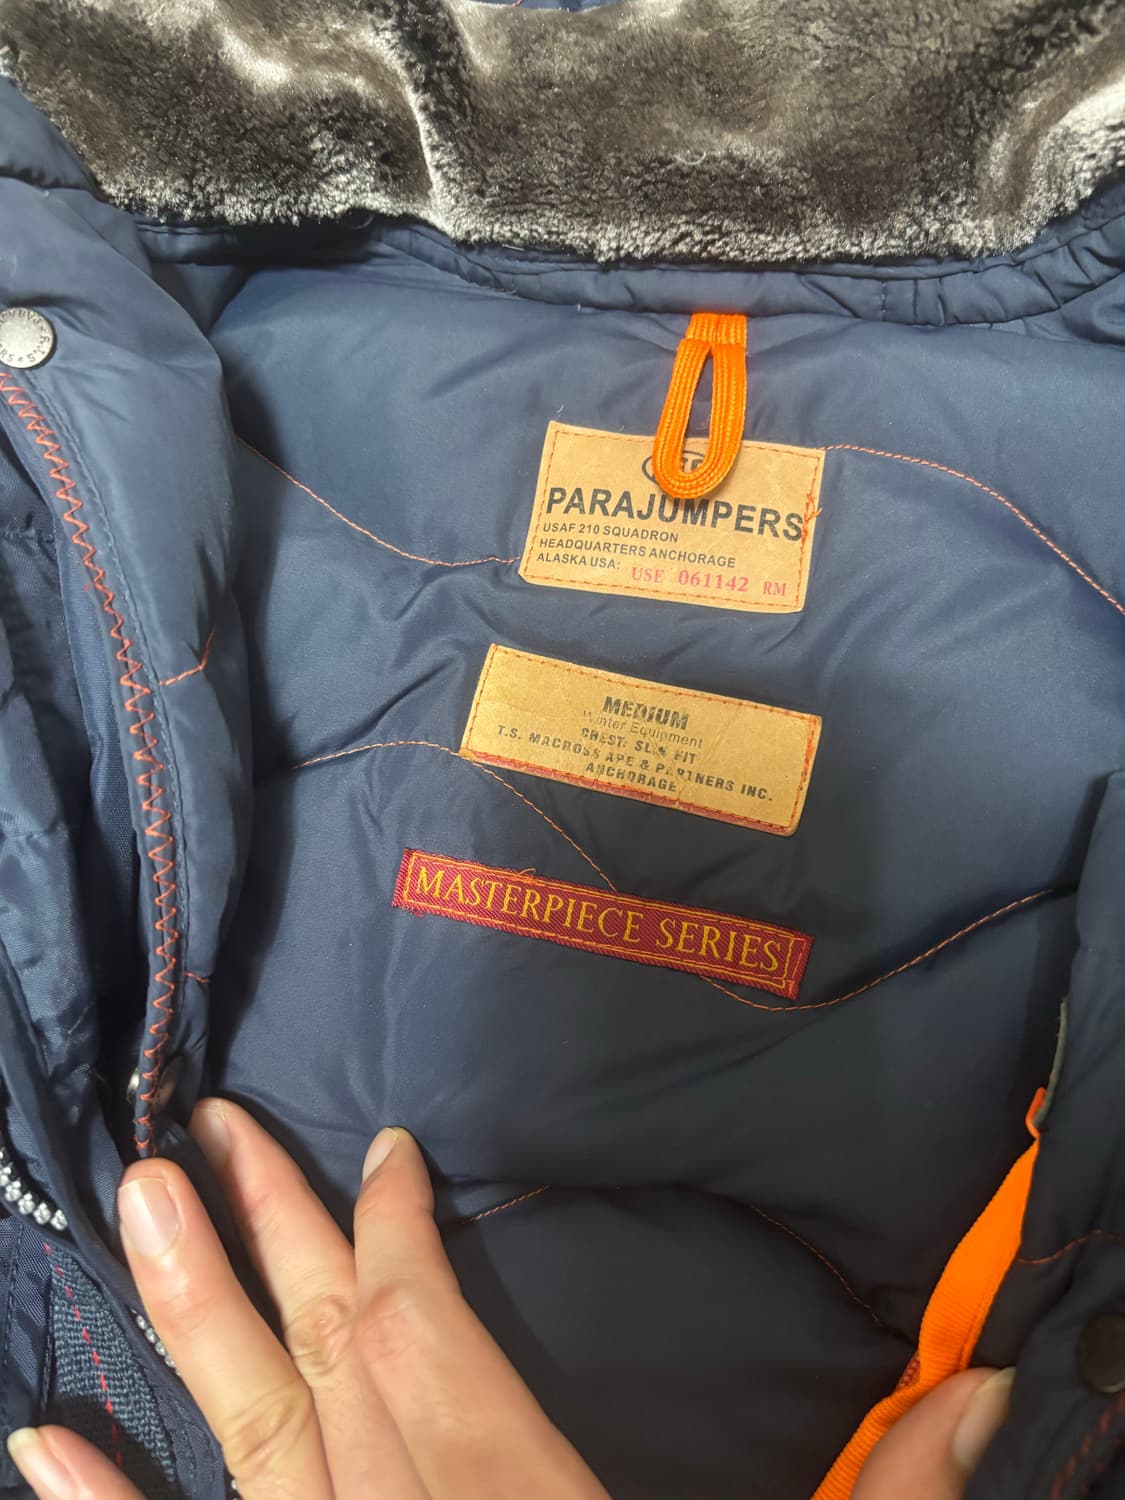 PARAJUMPERS
USAF 210 SQUADRON
HEADQUARTERS ANCHORAGE
ALASKA USA:
USE 061142 RM
MEDIUM
Winter Equipment
CHEST: SLIM FIT
T.S. MACROSS APE & PARTNERS INC.
ANCHORAGE
MASTERPIECE SERIES